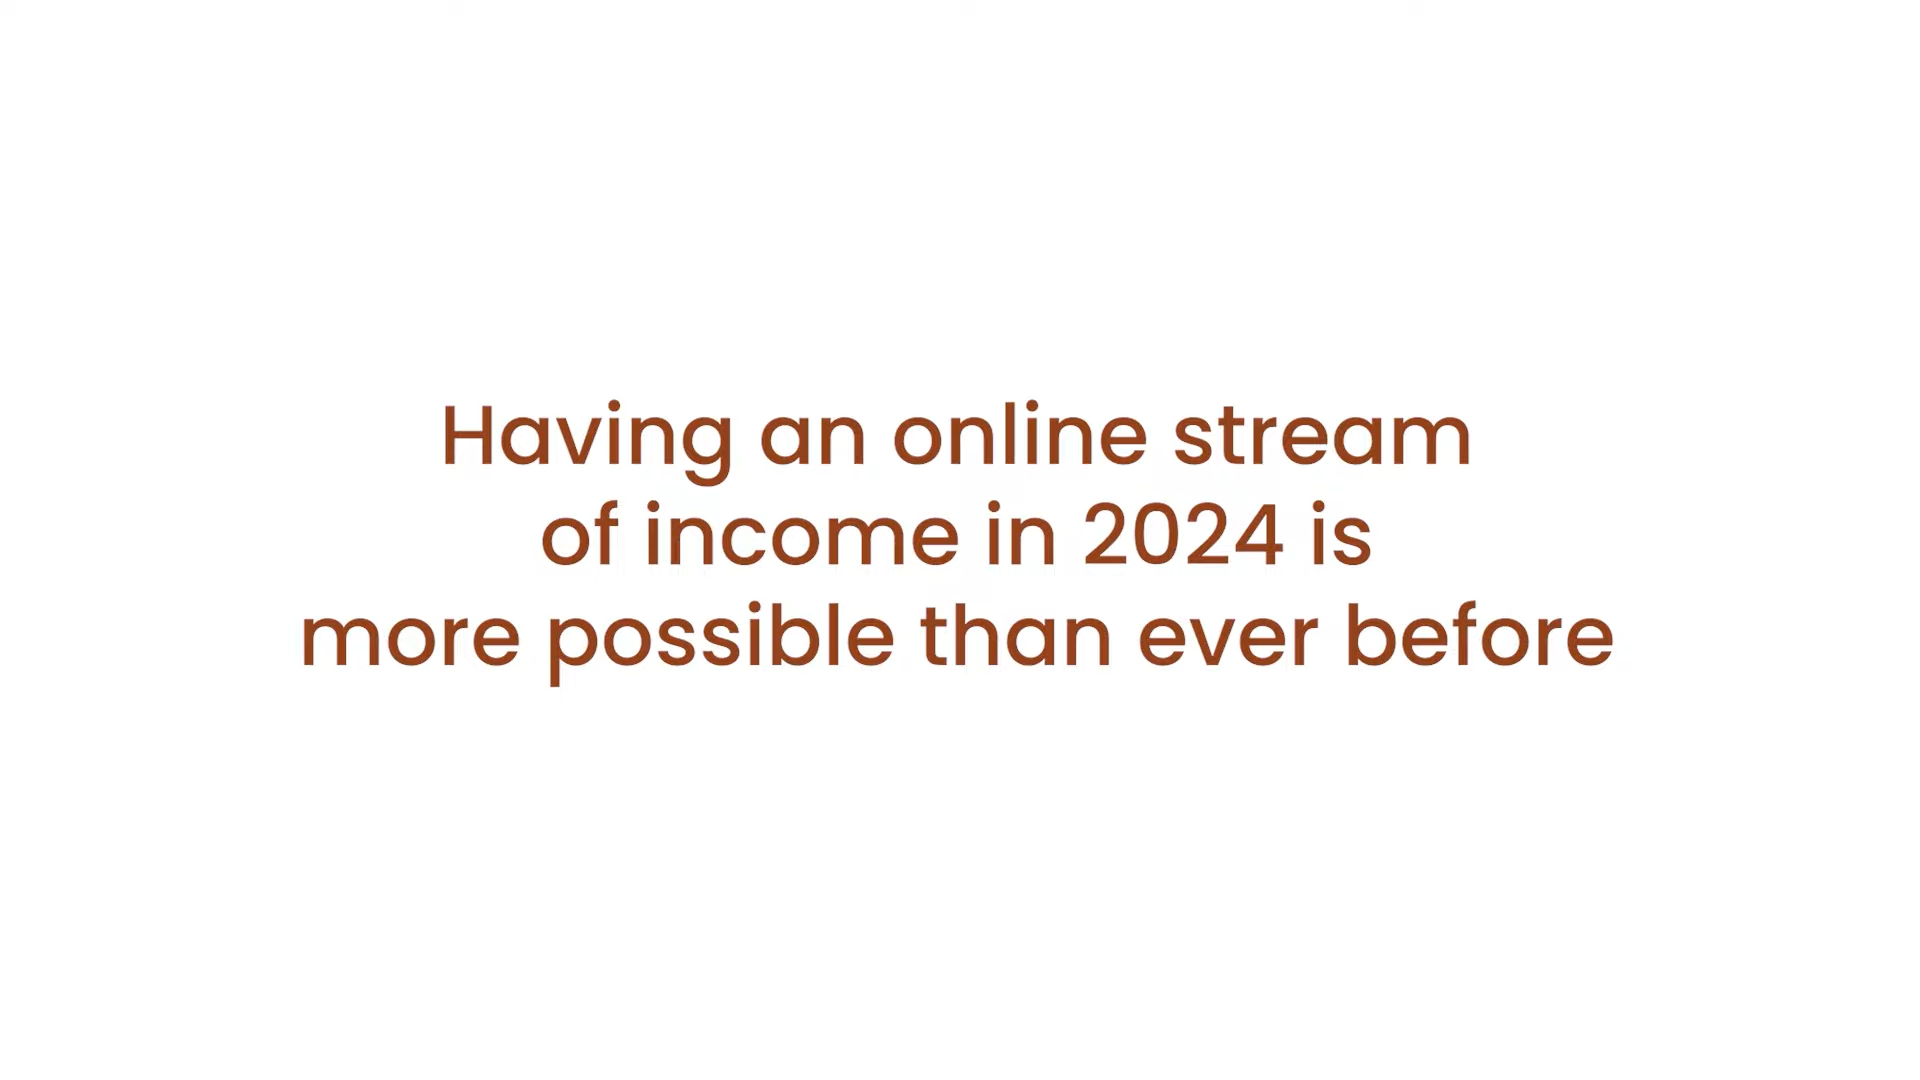 Having an online stream
of income in 2024 is
more possible than ever before